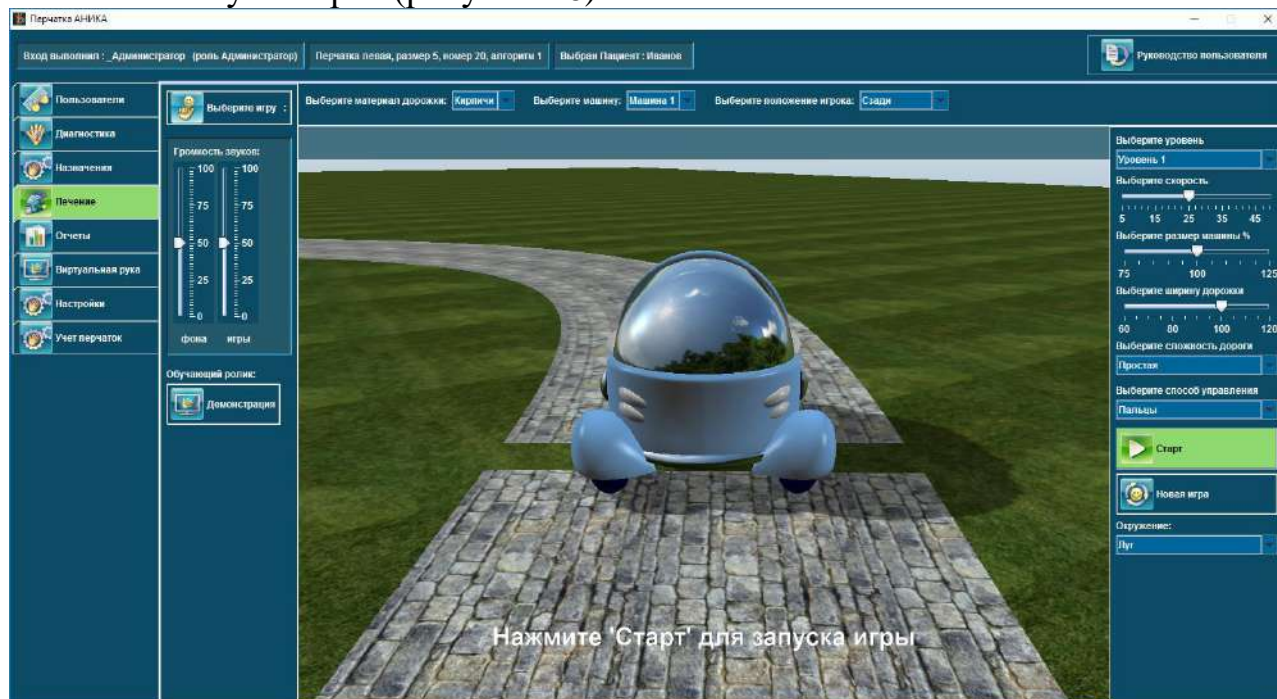 Перчатка АНИКА
Вход выполнил : _Администратор (роль Администратор)
Перчатка левая, размер 5, номер 20, алгоритм 1
Выбран Пациент : Иванов
Руководство пользователя
Пользователи
Диагностика
Назначения
Лечение
Отчеты
Виртуальная рука
Настройки
Учет перчаток
Выберите игру :
Громкость звуков:
100 100
75 75
50 50
25 25
0 0
фона игры
Обучающий ролик:
Демонстрация
Выберите материал дорожки: Кирпичи
Выберите машину: Машина 1
Выберите положение игрока: Сзади
Нажмите 'Старт' для запуска игры
Выберите уровень
Уровень 1
Выберите скорость
5 15 25 35 45
Выберите размер машины %
75 100 125
Выберите ширину дорожки
60 80 100 120
Выберите сложность дороги
Простая
Выберите способ управления
Пальцы
Старт
Новая игра
Окружение:
Луг